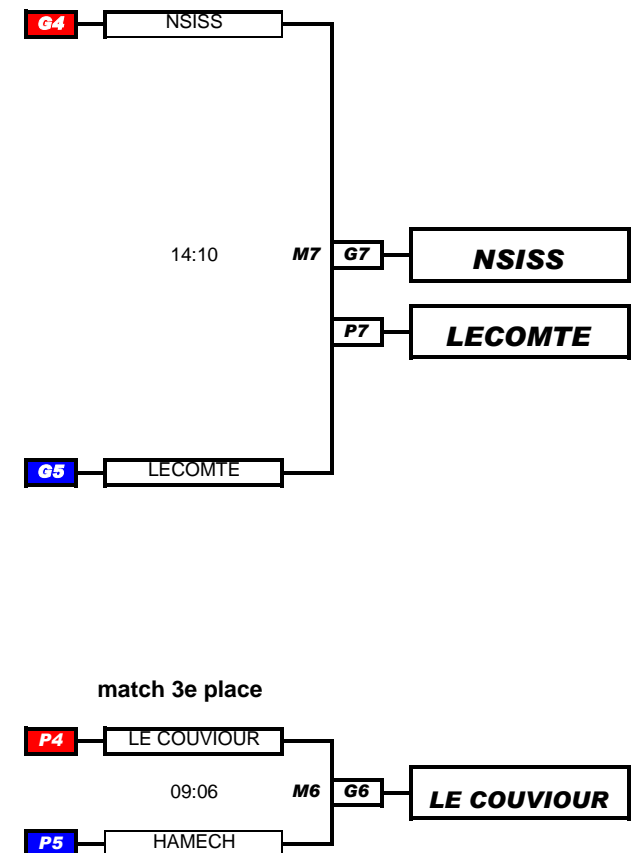 G4 NSISS
14:10 M7 G7 NSISS
P7 LECOMTE
G5 LECOMTE
match 3e place
P4 LE COUVIOUR
09:06 M6 G6 LE COUVIOUR
P5 HAMECH